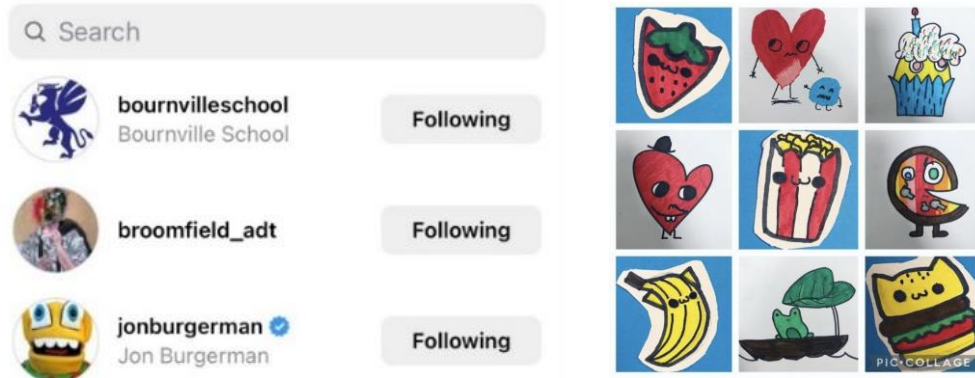 Search
bournvilleschool
Bournville School
Following
broomfield_adt
Following
jonburgerman
Jon Burgerman
Following
PIC•COLLAGE